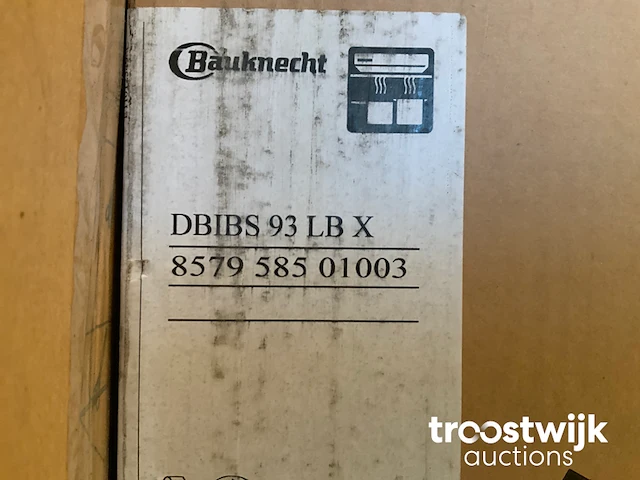 Bauknecht
DBIBS 93 LB X
8579 585 01003
troostwijk
auctions